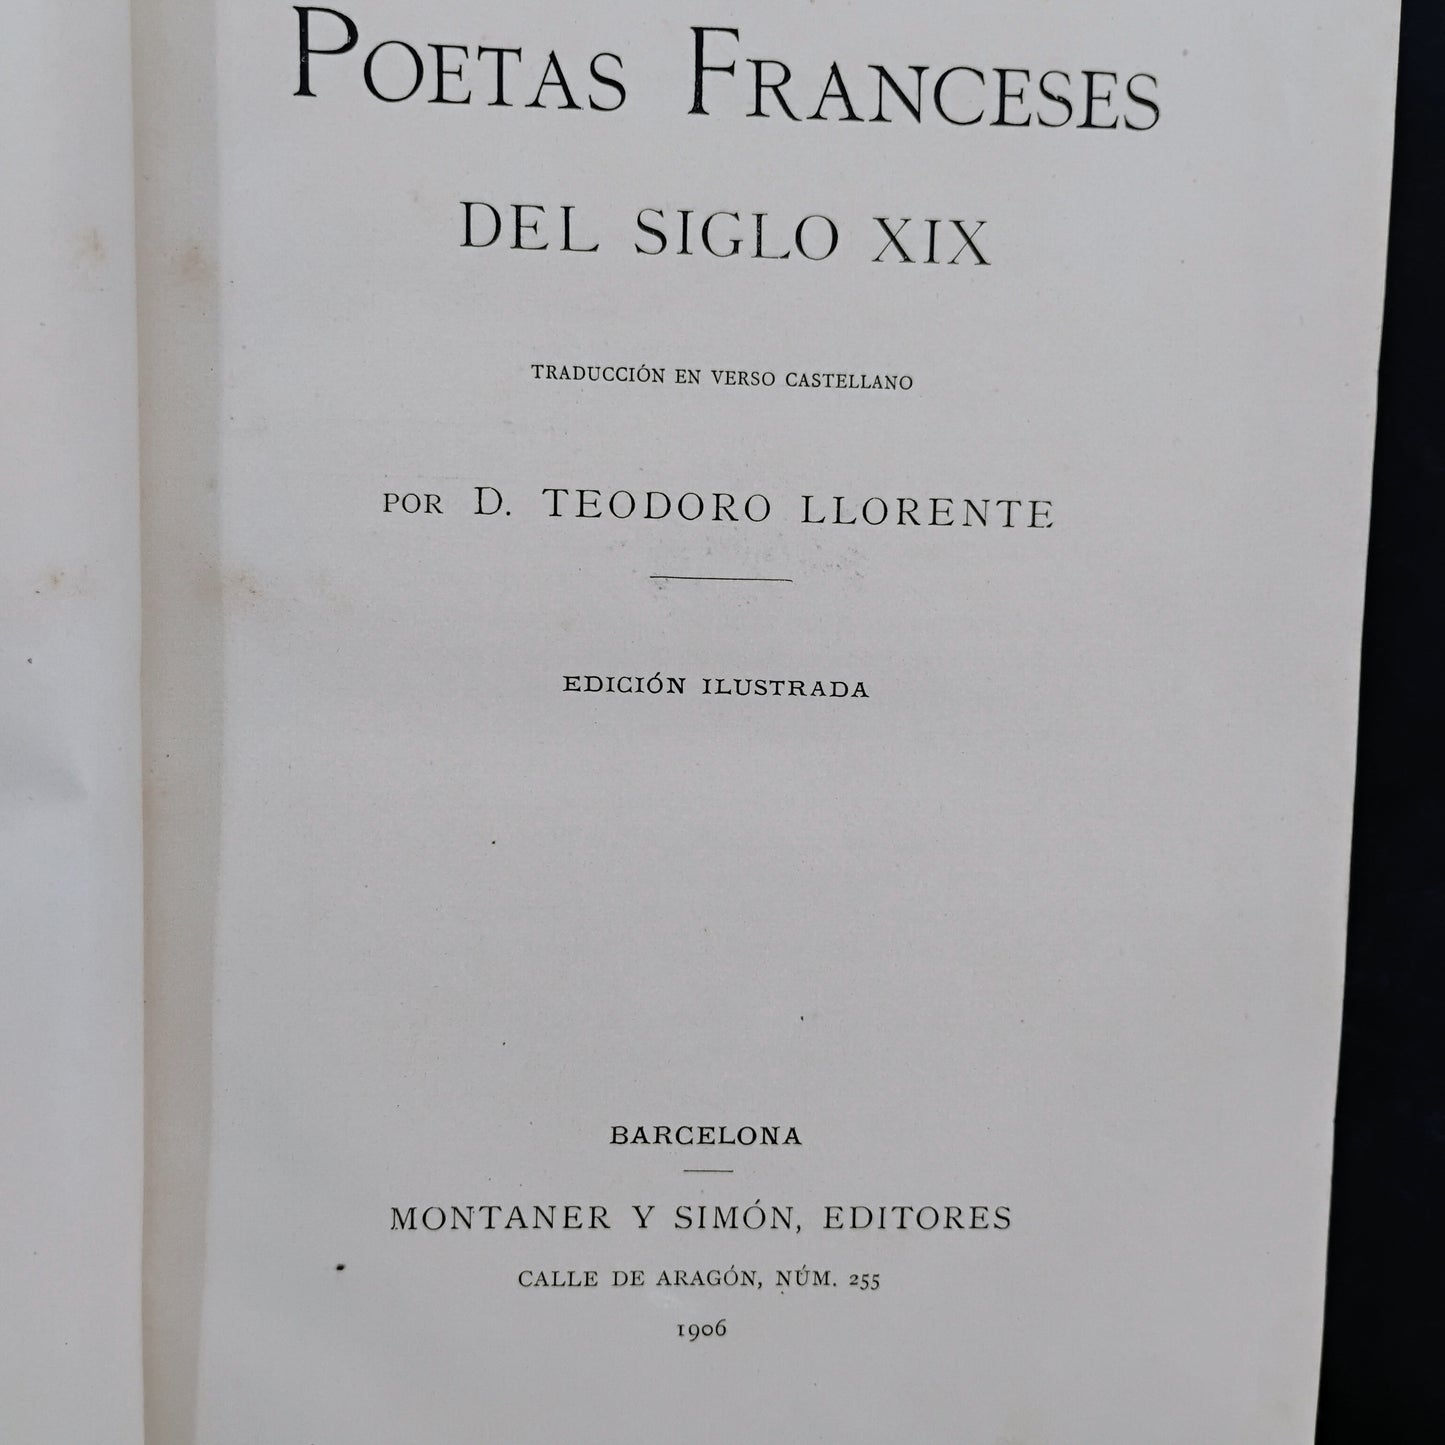 POETAS FRANCESES
DEL SIGLO XIX
TRADUCCIÓN EN VERSO CASTELLANO
POR D. TEODORO LLORENTE
EDICIÓN ILUSTRADA
BARCELONA
MONTANER Y SIMÓN, EDITORES
CALLE DE ARAGÓN, NÚM. 255
1906